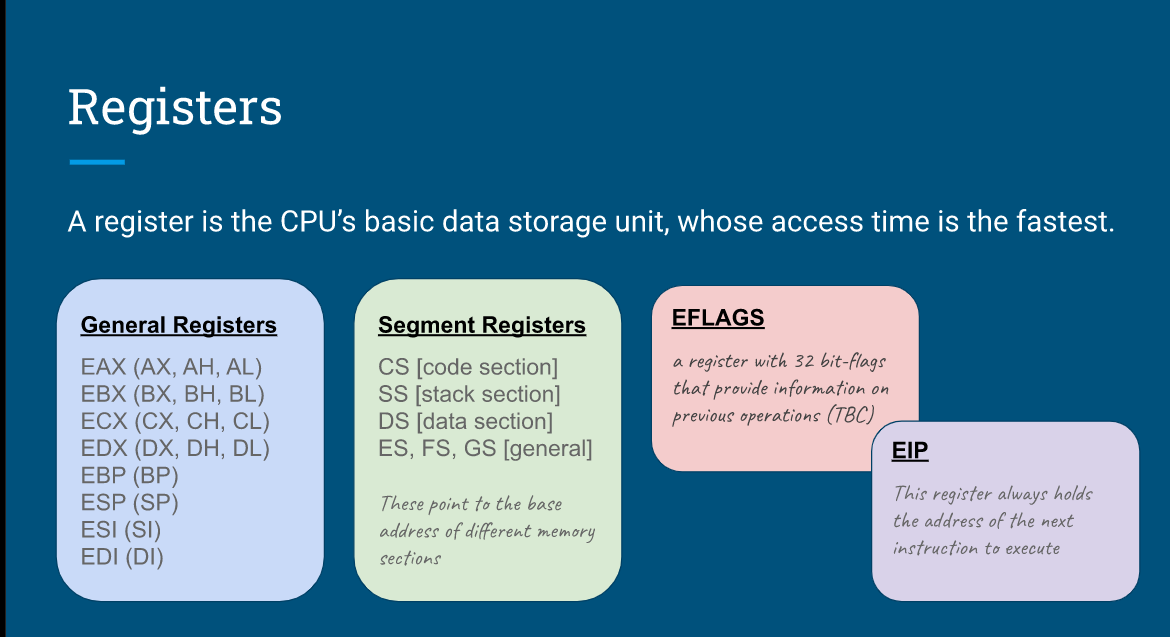 Registers
A register is the CPU’s basic data storage unit, whose access time is the fastest.
General Registers
EAX (AX, AH, AL)
EBX (BX, BH, BL)
ECX (CX, CH, CL)
EDX (DX, DH, DL)
EBP (BP)
ESP (SP)
ESI (SI)
EDI (DI)
Segment Registers
CS [code section]
SS [stack section]
DS [data section]
ES, FS, GS [general]
These point to the base
address of different memory
sections
EFLAGS
a register with 32 bit-flags
that provide information on
previous operations (TBC)
EIP
This register always holds
the address of the next
instruction to execute